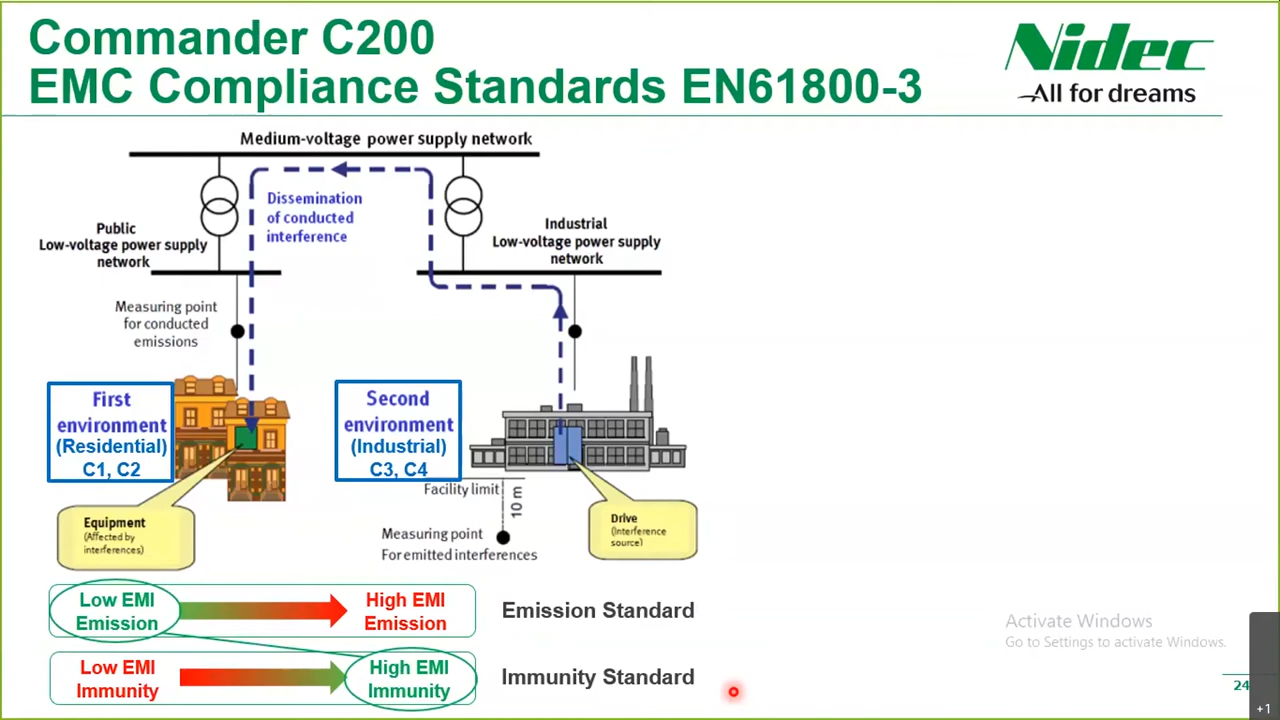 Commander C200
EMC Compliance Standards EN61800-3
Nidec
All for dreams
Medium-voltage power supply network
Dissemination
of conducted
interference
Public
Low-voltage power supply
network
Industrial
Low-voltage power supply
network
Measuring point
for conducted
emissions
First
environment
(Residential)
C1, C2
Second
environment
(Industrial)
C3, C4
Facility limit
10 m
Measuring point
For emitted interferences
Equipment
(Affected by
interferences)
Drive
(Interference
source)
Low EMI
Emission
High EMI
Emission
Emission Standard
Low EMI
Immunity
High EMI
Immunity
Immunity Standard
Activate Windows
Go to Settings to activate Windows.
24
+1